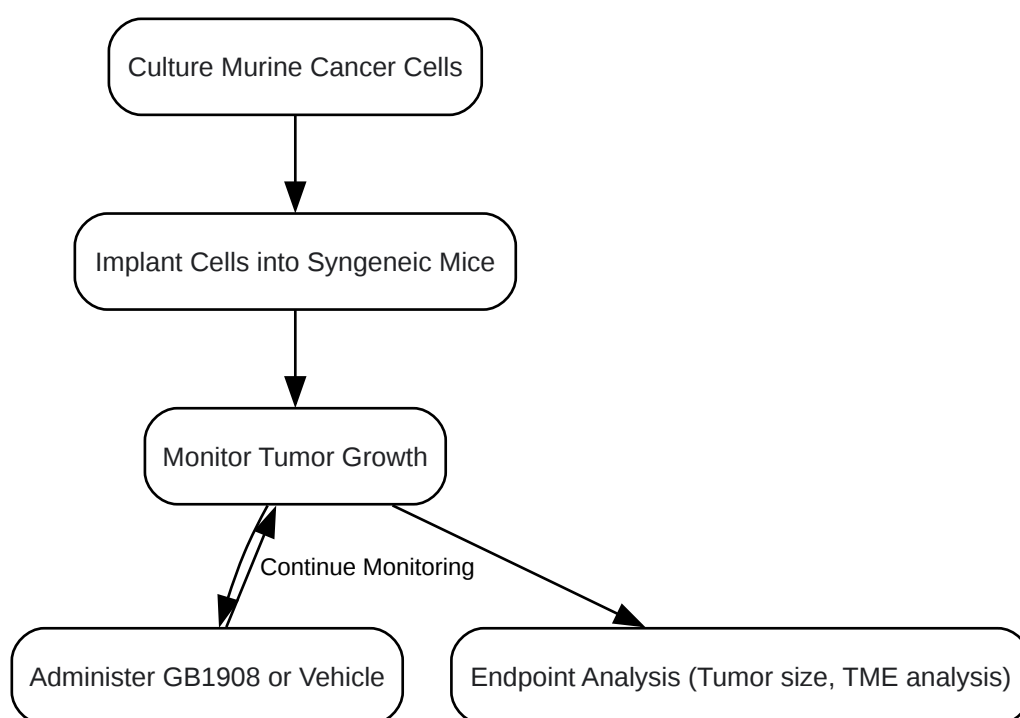 Culture Murine Cancer Cells
Implant Cells into Syngeneic Mice
Monitor Tumor Growth
Continue Monitoring
Administer GB1908 or Vehicle
Endpoint Analysis (Tumor size, TME analysis)